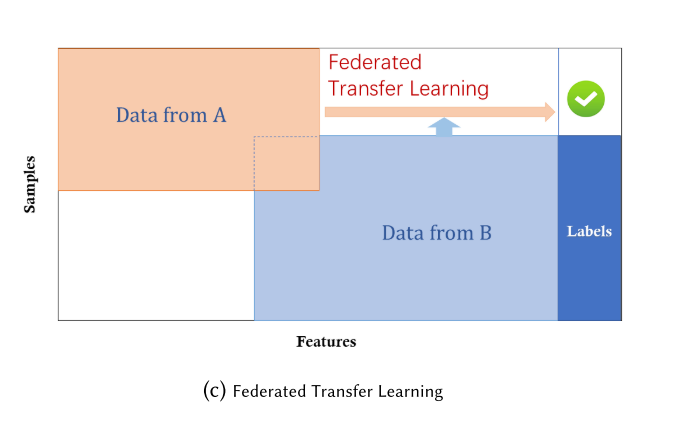 Federated
Transfer Learning
Data from A
Samples
Data from B
Labels
Features
(c) Federated Transfer Learning